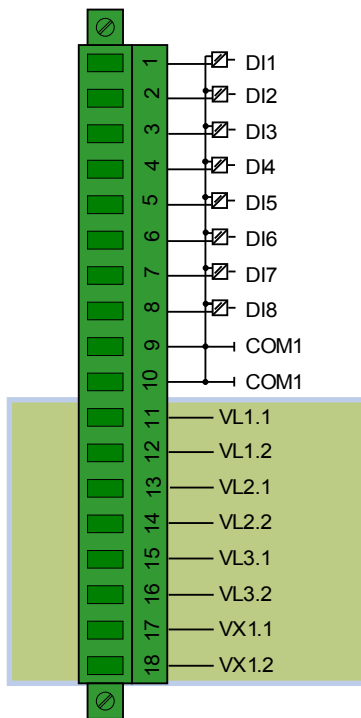 1 DI1
2 DI2
3 DI3
4 DI4
5 DI5
6 DI6
7 DI7
8 DI8
9 COM1
10 COM1
11 VL1.1
12 VL1.2
13 VL2.1
14 VL2.2
15 VL3.1
16 VL3.2
17 VX1.1
18 VX1.2